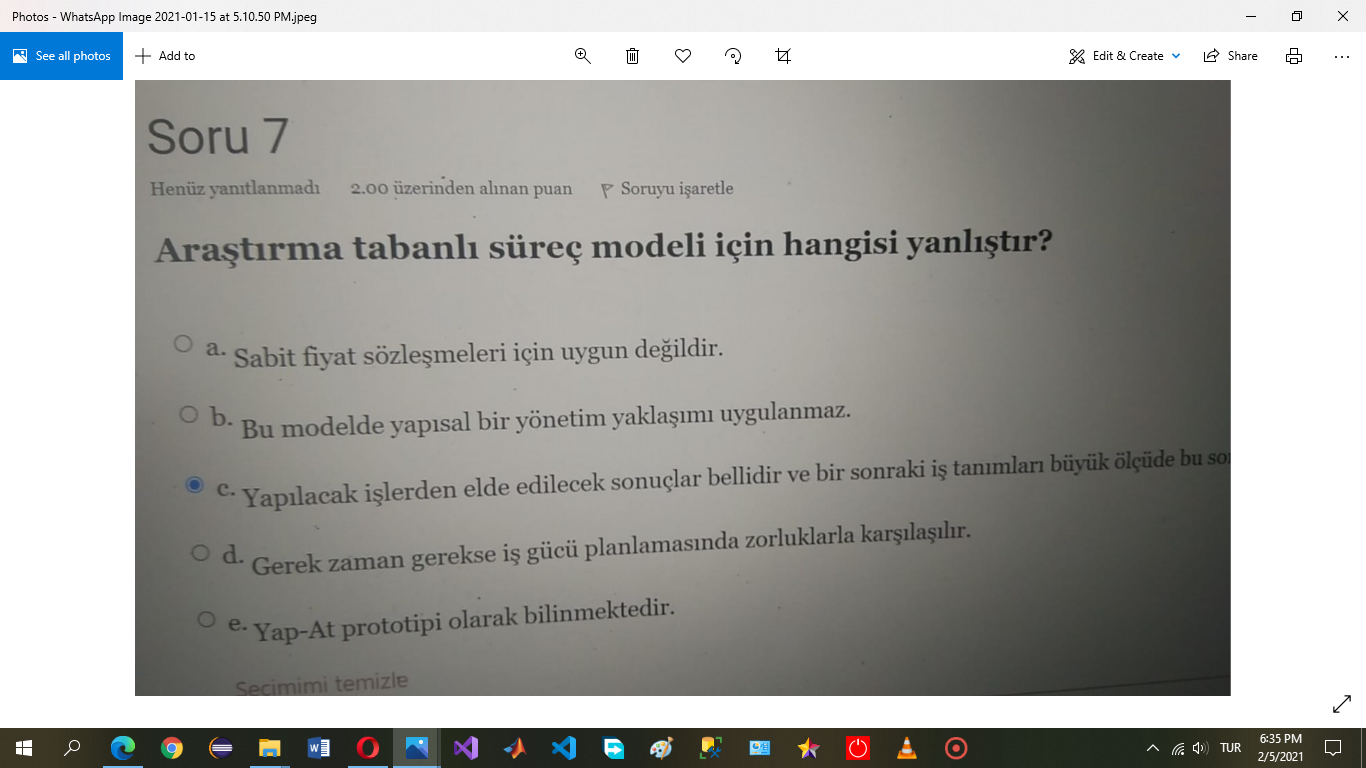 Photos - WhatsApp Image 2021-01-15 at 5.10.50 PM.jpeg
See all photos
Add to
Edit & Create
Share
Soru 7
Henüz yanıtlanmadı 2.00 üzerinden alınan puan Soruyu işaretle
Araştırma tabanlı süreç modeli için hangisi yanlıştır?
a. Sabit fiyat sözleşmeleri için uygun değildir.
b. Bu modelde yapısal bir yönetim yaklaşımı uygulanmaz.
c. Yapılacak işlerden elde edilecek sonuçlar bellidir ve bir sonraki iş tanımları büyük ölçüde bu
d. Gerek zaman gerekse iş gücü planlamasında zorluklarla karşılaşılır.
e. Yap-At prototipi olarak bilinmektedir.
Seçimimi temizle
TUR
6:35 PM
2/5/2021